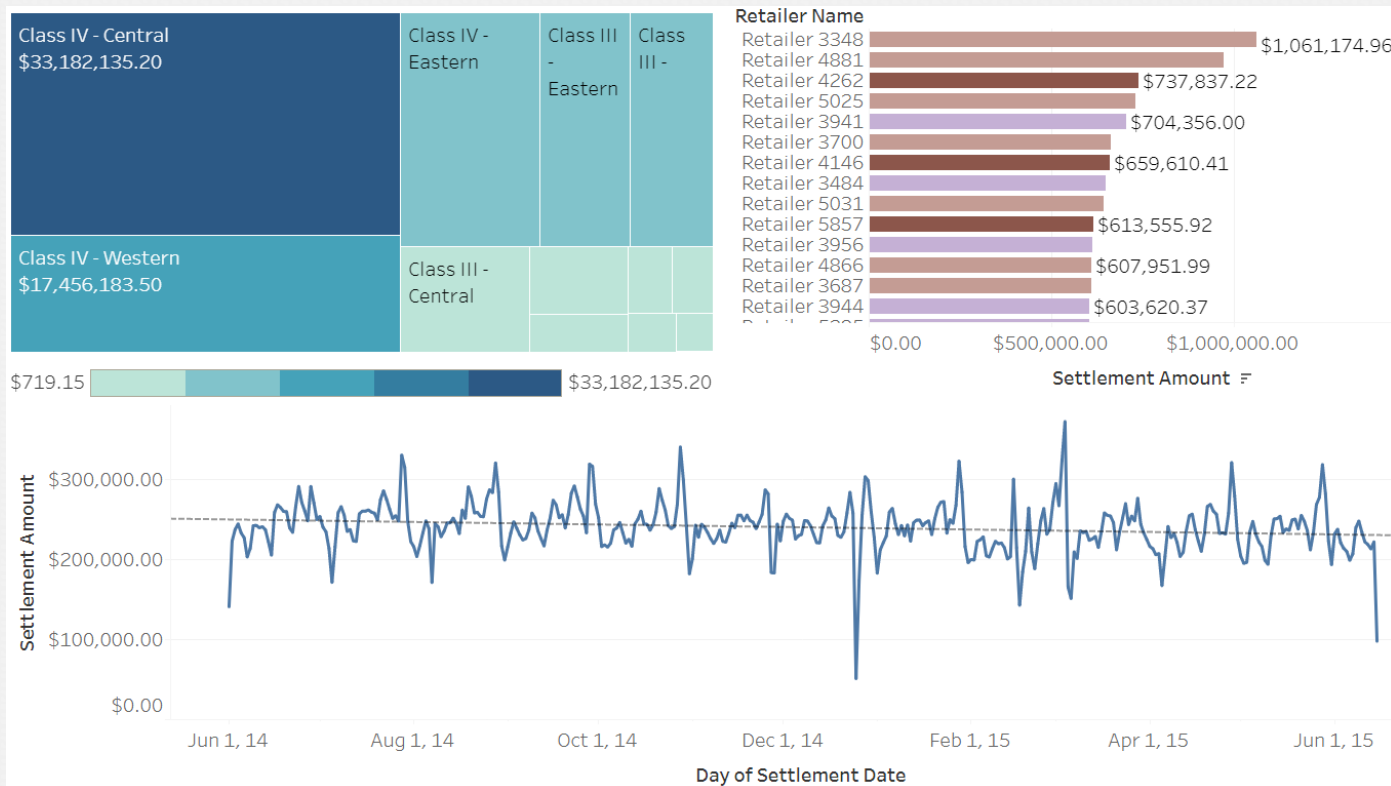 Class IV - Central
$33,182,135.20
Class IV -
Eastern
Class III
-
Eastern
Class
III -
Class IV - Western
$17,456,183.50
Class III -
Central
$719.15
$33,182,135.20
Retailer Name
Retailer 3348
$1,061,174.96
Retailer 4881
Retailer 4262
$737,837.22
Retailer 5025
Retailer 3941
$704,356.00
Retailer 3700
Retailer 4146
$659,610.41
Retailer 3484
Retailer 5031
Retailer 5857
$613,555.92
Retailer 3956
Retailer 4866
$607,951.99
Retailer 3687
Retailer 3944
$603,620.37
$0.00
$500,000.00
$1,000,000.00
Settlement Amount
Settlement Amount
$300,000.00
$200,000.00
$100,000.00
$0.00
Jun 1, 14
Aug 1, 14
Oct 1, 14
Dec 1, 14
Feb 1, 15
Apr 1, 15
Jun 1, 15
Day of Settlement Date